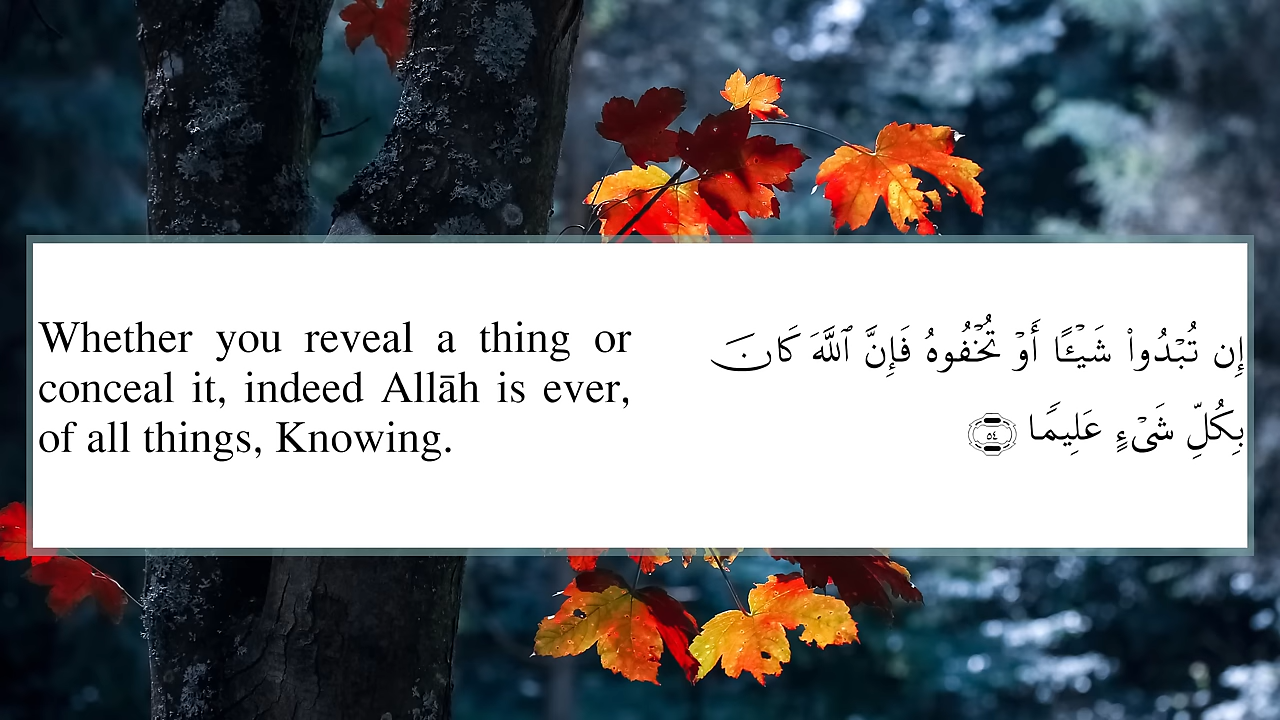 Whether you reveal a thing or
conceal it, indeed Allāh is ever,
of all things, Knowing.
إِن تُبْدُوا۟ شَيْـًٔا أَوْ تُخْفُوهُ فَإِنَّ ٱللَّهَ كَانَ
بِكُلِّ شَىْءٍ عَلِيمًا ٥٤